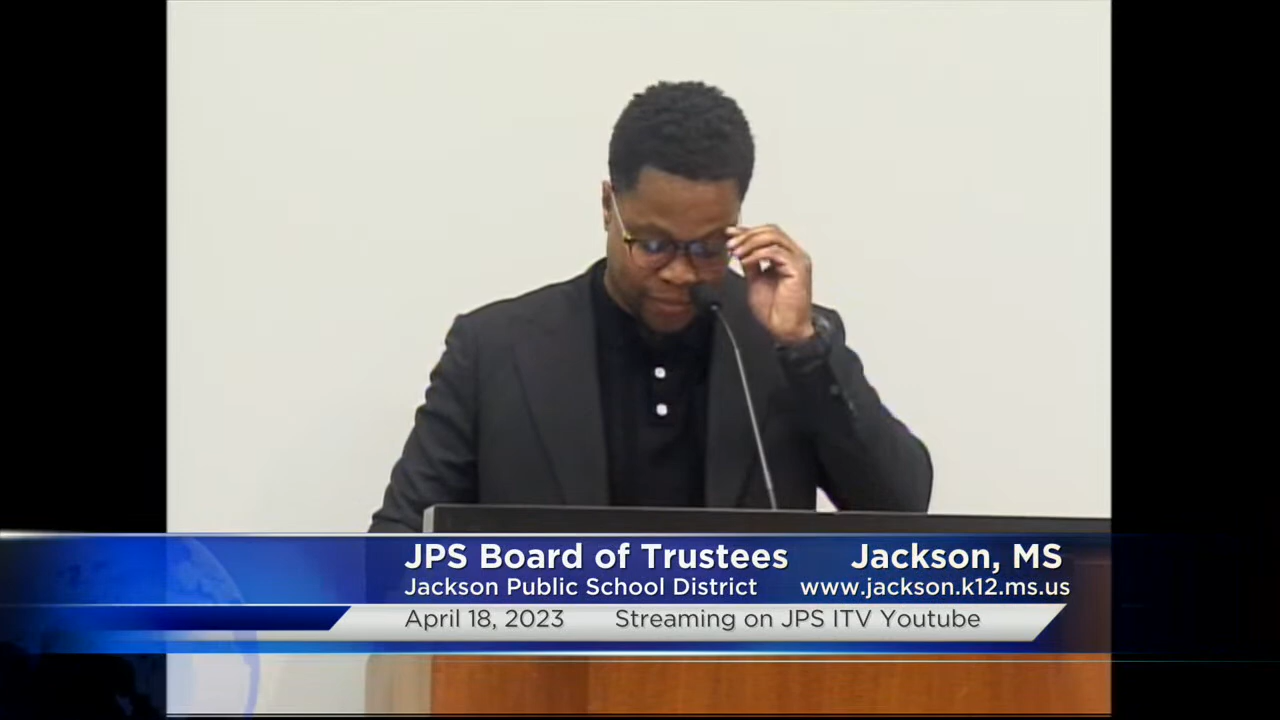 JPS Board of Trustees Jackson, MS
Jackson Public School District www.jackson.k12.ms.us
April 18, 2023 Streaming on JPS ITV Youtube